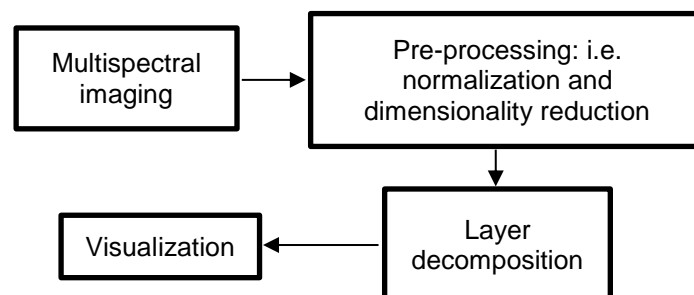 Multispectral
imaging
Pre-processing: i.e.
normalization and
dimensionality reduction
Layer
decomposition
Visualization